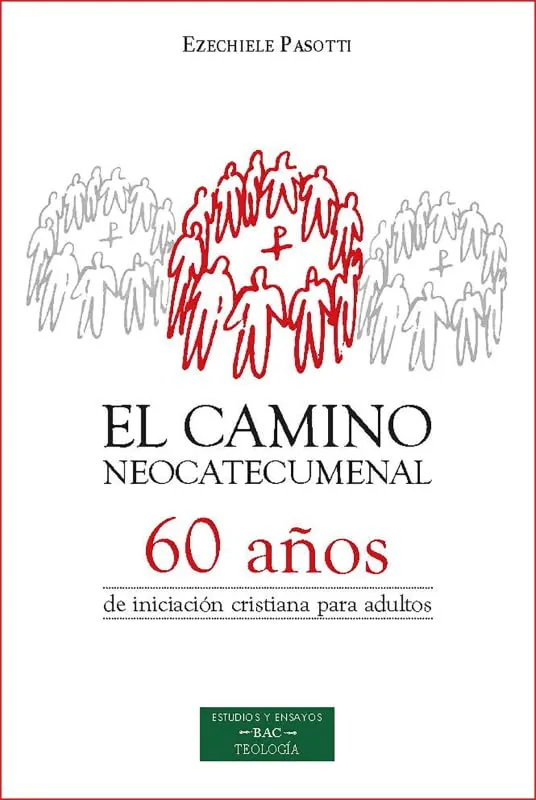 Ezechiele Pasotti
EL CAMINO
NEOCATECUMENAL
60 años
de iniciación cristiana para adultos
ESTUDIOS Y ENSAYOS
BAC
TEOLOGÍA